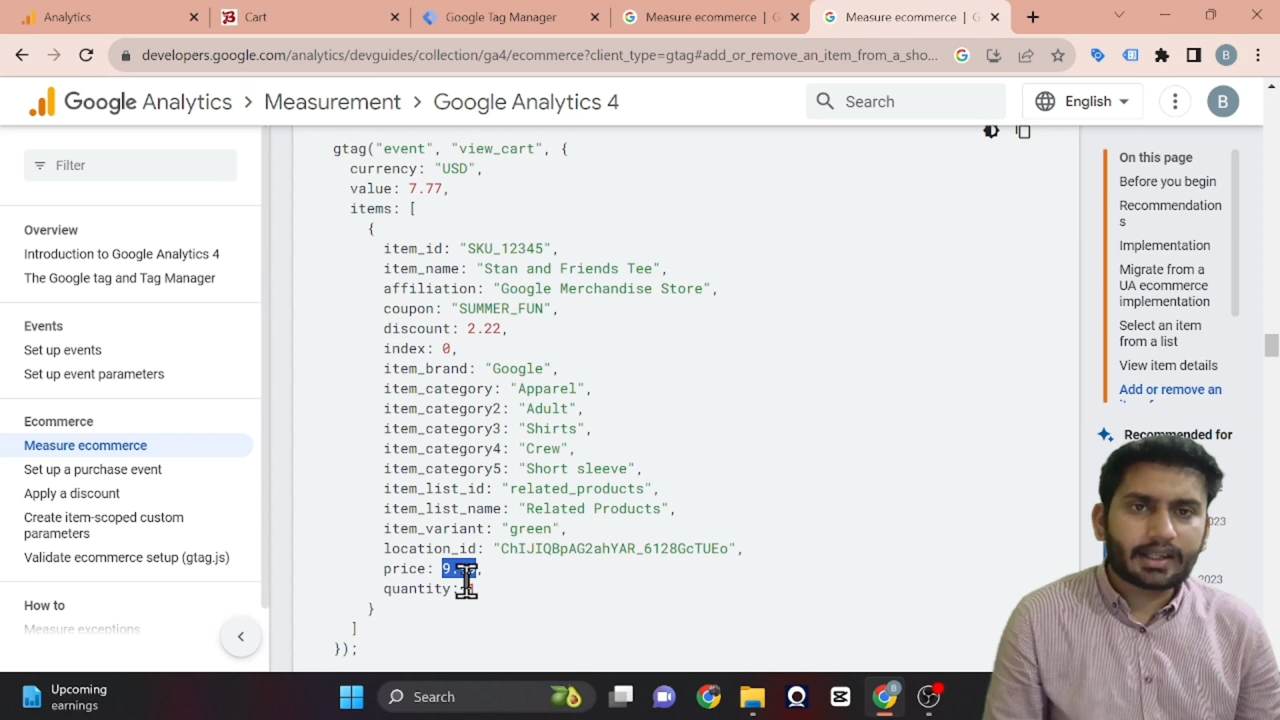 Analytics
Cart
Google Tag Manager
Measure ecommerce | G
Measure ecommerce | G
developers.google.com/analytics/devguides/collection/ga4/ecommerce?client_type=gtag#add_or_remove_an_item_from_a_sho...
B
Google Analytics > Measurement > Google Analytics 4
Search
English
B
Filter
Overview
Introduction to Google Analytics 4
The Google tag and Tag Manager
Events
Set up events
Set up event parameters
Ecommerce
Measure ecommerce
Set up a purchase event
Apply a discount
Create item-scoped custom
parameters
Validate ecommerce setup (gtag.js)
How to
Measure exceptions
gtag("event", "view_cart", {
currency: "USD",
value: 7.77,
items: [
{
item_id: "SKU_12345",
item_name: "Stan and Friends Tee",
affiliation: "Google Merchandise Store",
coupon: "SUMMER_FUN",
discount: 2.22,
index: 0,
item_brand: "Google",
item_category: "Apparel",
item_category2: "Adult",
item_category3: "Shirts",
item_category4: "Crew",
item_category5: "Short sleeve",
item_list_id: "related_products",
item_list_name: "Related Products",
item_variant: "green",
location_id: "ChIJIQBpAG2ahYAR_6128GcTUEo",
price:
quantity:
}
]
});
On this page
Before you begin
Recommendation
s
Implementation
Migrate from a
UA ecommerce
implementation
Select an item
from a list
View item details
Add or remove an
Recommended for
2023
2023
Upcoming
earnings
Search